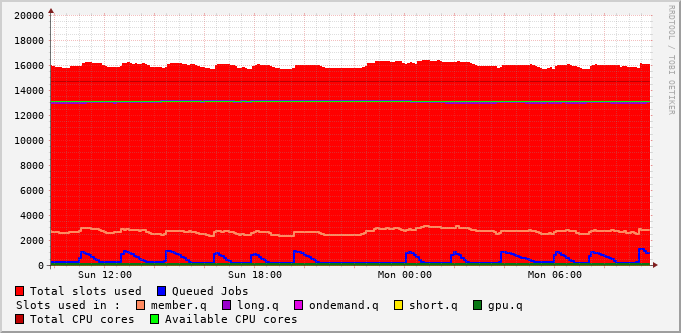 20000
18000
16000
14000
12000
10000
8000
6000
4000
2000
0
Sun 12:00 Sun 18:00 Mon 00:00 Mon 06:00
Total slots used Queued Jobs
Slots used in : member.q long.q ondemand.q short.q gpu.q
Total CPU cores Available CPU cores
RRDTOOL / TOBI OETIKER